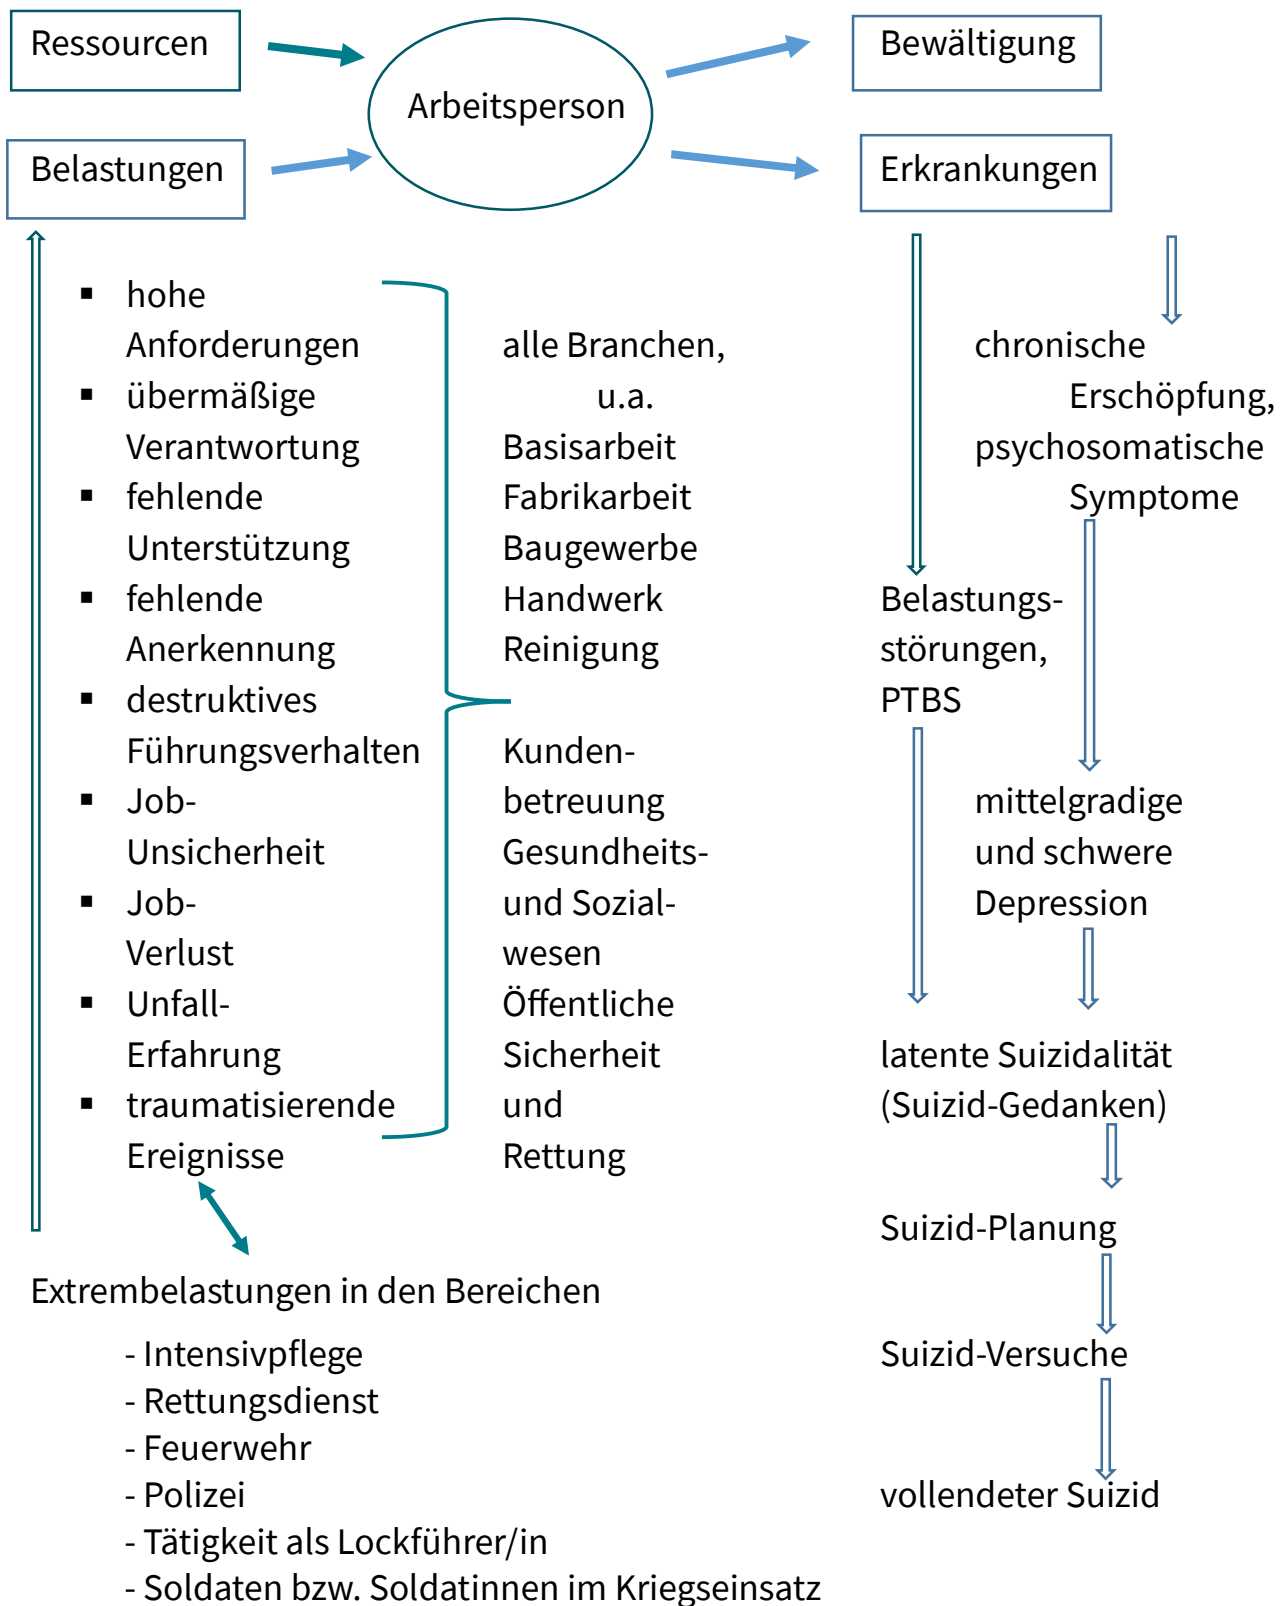 Ressourcen
Arbeitsperson
Bewältigung
Belastungen
Erkrankungen
▪ hohe
Anforderungen
▪ übermäßige
Verantwortung
▪ fehlende
Unterstützung
▪ fehlende
Anerkennung
▪ destruktives
Führungsverhalten
▪ Job-
Unsicherheit
▪ Job-
Verlust
▪ Unfall-
Erfahrung
▪ traumatisierende
Ereignisse
alle Branchen,
u.a.
Basisarbeit
Fabrikarbeit
Baugewerbe
Handwerk
Reinigung
Kunden-
betreuung
Gesundheits-
und Sozial-
wesen
Öffentliche
Sicherheit
und
Rettung
chronische
Erschöpfung,
psychosomatische
Symptome
Belastungs-
störungen,
PTBS
mittelgradige
und schwere
Depression
latente Suizidalität
(Suizid-Gedanken)
Suizid-Planung
Suizid-Versuche
vollendeter Suizid
Extrembelastungen in den Bereichen
- Intensivpflege
- Rettungsdienst
- Feuerwehr
- Polizei
- Tätigkeit als Lockführer/in
- Soldaten bzw. Soldatinnen im Kriegseinsatz